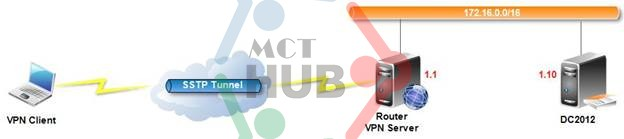 172.16.0.0/16
MCT
HUB
SSTP Tunnel
1.1
1.10
VPN Client
Router
VPN Server
DC2012